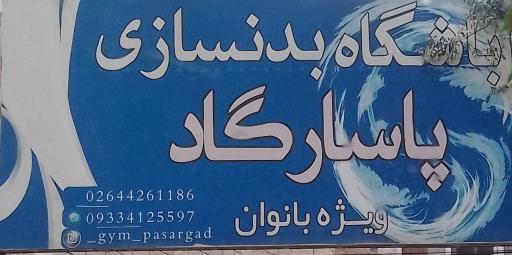 باشگاه بدنسازی
پاسارگاد
ویژه بانوان
02644261186
09334125597
_gym_pasargad